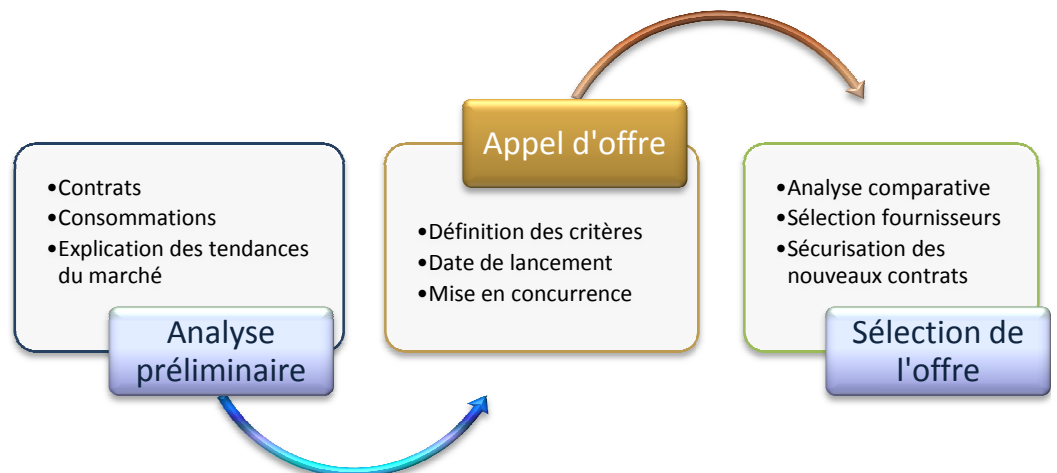 •Contrats
•Consommations
•Explication des tendances
du marché
Analyse
préliminaire
Appel d'offre
•Définition des critères
•Date de lancement
•Mise en concurrence
•Analyse comparative
•Sélection fournisseurs
•Sécurisation des
nouveaux contrats
Sélection de
l'offre